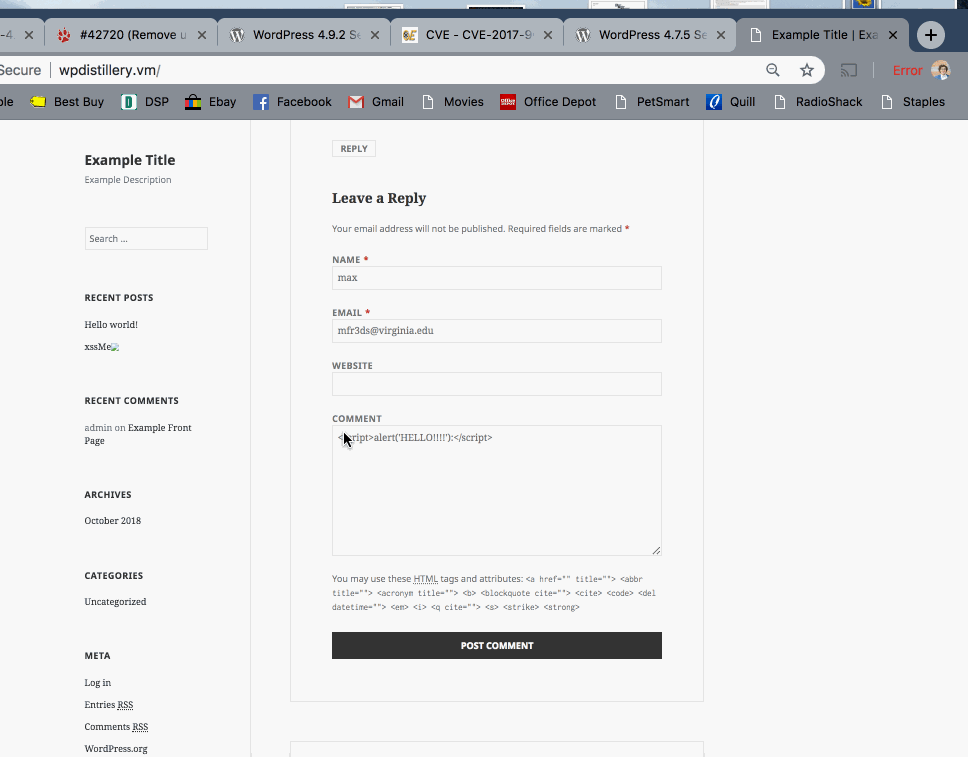 -4 #42720 (Remove u WordPress 4.9.2 Se CVE - CVE-2017-9 WordPress 4.7.5 Se Example Title | Exa
Secure wpdistillery.vm/ Error
ple Best Buy DSP Ebay Facebook Gmail Movies Office Depot PetSmart Quill RadioShack Staples
Example Title
Example Description
Search ...
RECENT POSTS
Hello world!
xssMe
RECENT COMMENTS
admin on Example Front
Page
ARCHIVES
October 2018
CATEGORIES
Uncategorized
META
Log in
Entries RSS
Comments RSS
WordPress.org
REPLY
Leave a Reply
Your email address will not be published. Required fields are marked *
NAME *
max
EMAIL *
mfr3ds@virginia.edu
WEBSITE
COMMENT
<script>alert('HELLO!!!!'):</script>
You may use these HTML tags and attributes: <a href="" title=""> <abbr
title=""> <acronym title=""> <b> <blockquote cite=""> <cite> <code> <del
datetime=""> <em> <i> <q cite=""> <s> <strike> <strong>
POST COMMENT